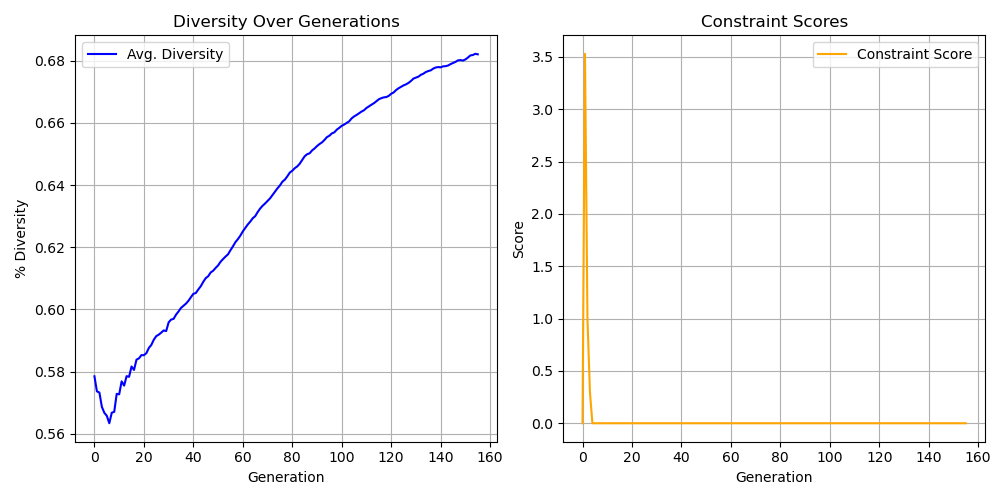 Diversity Over Generations
Avg. Diversity
% Diversity
0.68
0.66
0.64
0.62
0.60
0.58
0.56
0 20 40 60 80 100 120 140 160
Generation
Constraint Scores
Constraint Score
Score
3.5
3.0
2.5
2.0
1.5
1.0
0.5
0.0
0 20 40 60 80 100 120 140 160
Generation